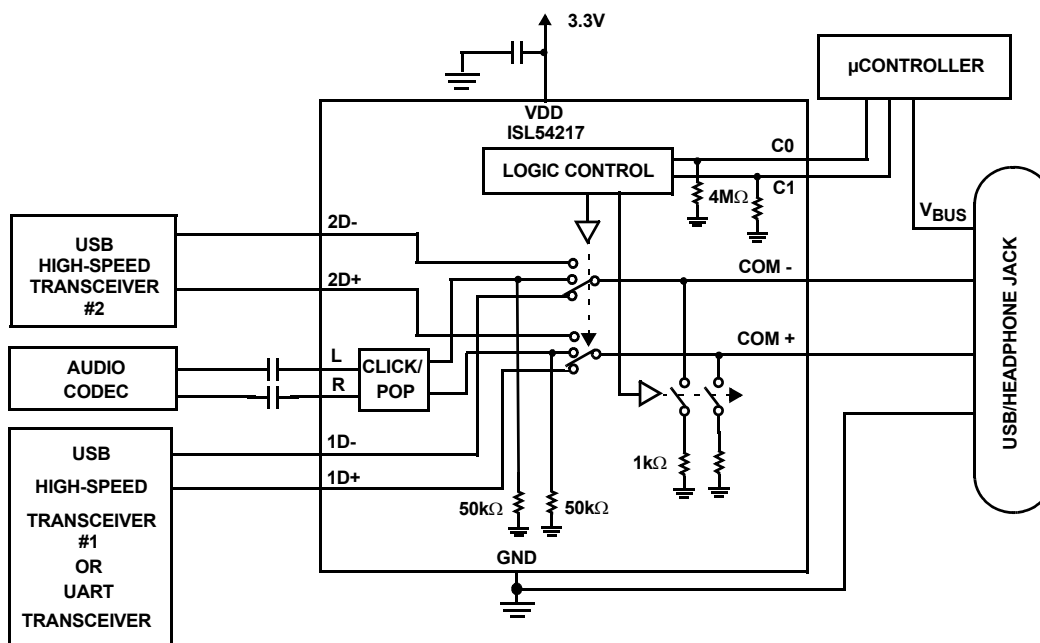 3.3V
µCONTROLLER
VDD
ISL54217
LOGIC CONTROL
C0
C1
4MΩ
VBUS
2D-
2D+
USB
HIGH-SPEED
TRANSCEIVER
#2
COM -
COM +
USB/HEADPHONE JACK
AUDIO
CODEC
L
R
CLICK/
POP
1D-
1D+
USB
HIGH-SPEED
TRANSCEIVER
#1
OR
UART
TRANSCEIVER
50kΩ
50kΩ
1kΩ
GND